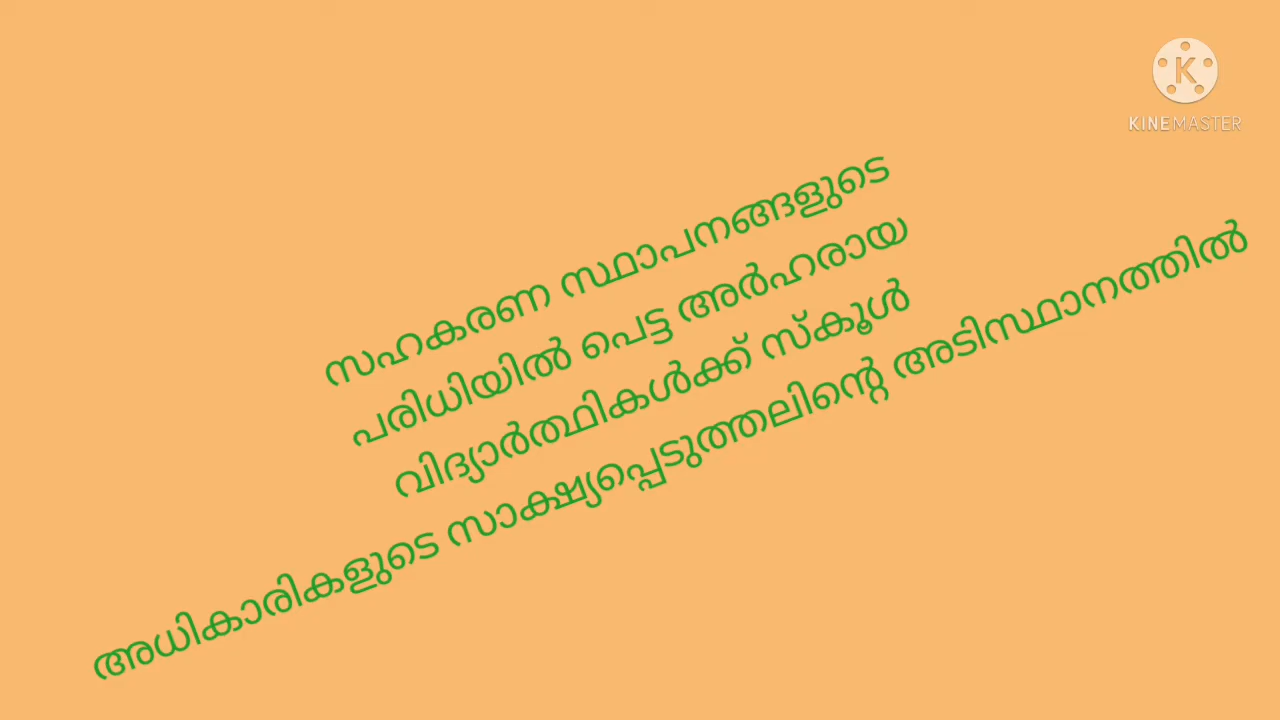 KINEMASTER
സഹകരണ സ്ഥാപനങ്ങളുടെ
പരിധിയിൽ പെട്ട അർഹരായ
വിദ്യാർത്ഥികൾക്ക് സ്കൂൾ
അധികാരികളുടെ സാക്ഷ്യപ്പെടുത്തലിന്റെ അടിസ്ഥാനത്തിൽ